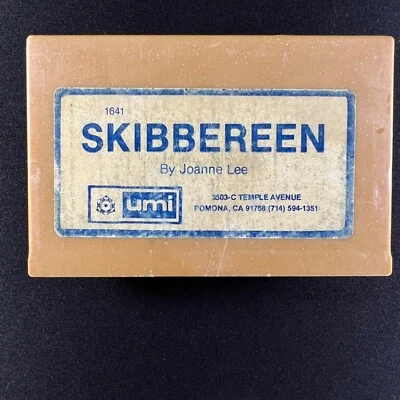 1641
SKIBBEREEN
By Joanne Lee
umi
3503-C TEMPLE AVENUE
POMONA, CA 91768 (714) 594-1351